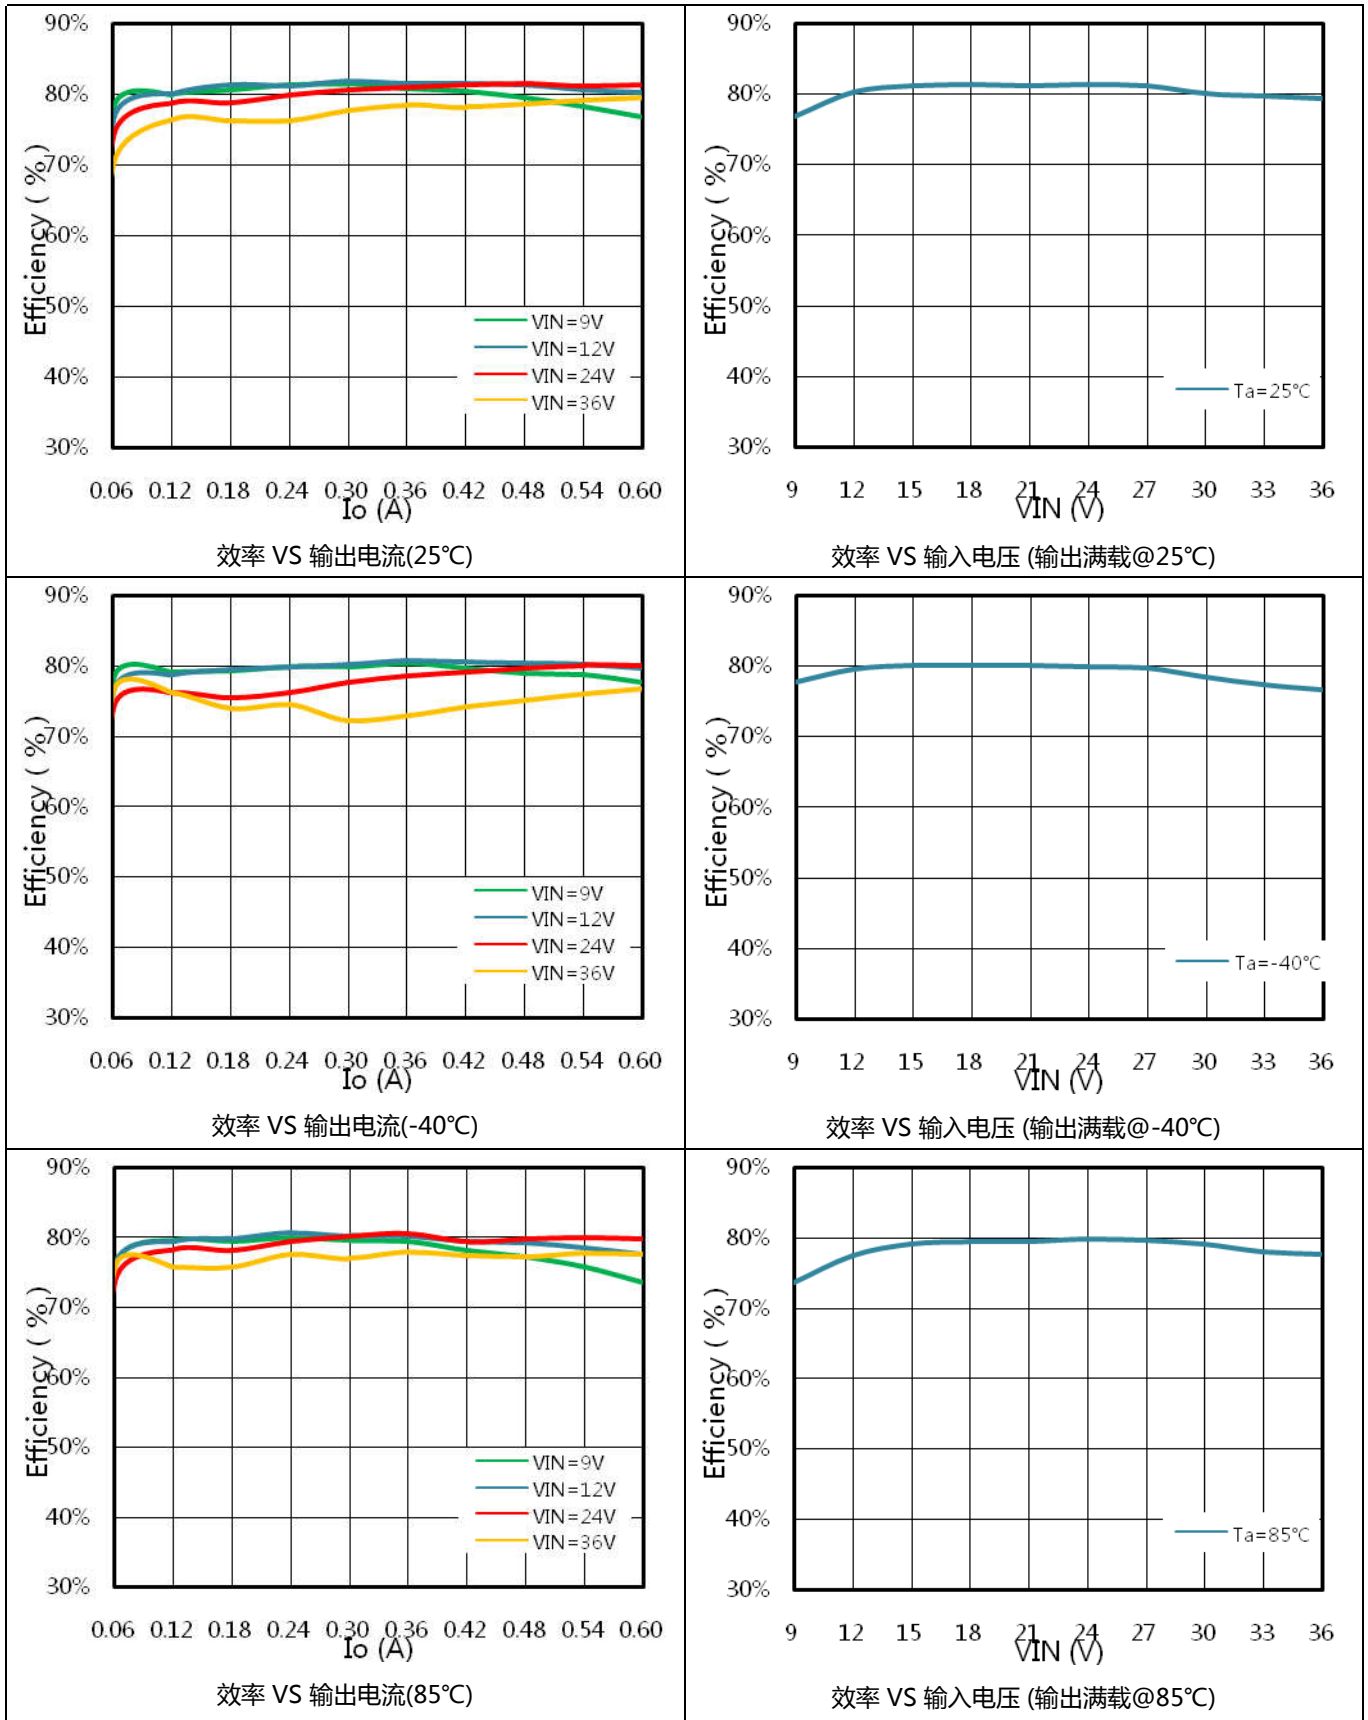 90%
80%
70%
60%
50%
40%
30%
Efficiency ( %)
VIN=9V
VIN=12V
VIN=24V
VIN=36V
0.06 0.12 0.18 0.24 0.30 0.36 0.42 0.48 0.54 0.60
Io (A)
效率 VS 输出电流(25℃)
90%
80%
70%
60%
50%
40%
30%
Efficiency ( %)
Ta=25℃
9 12 15 18 21 24 27 30 33 36
VIN (V)
效率 VS 输入电压 (输出满载@25℃)
90%
80%
70%
60%
50%
40%
30%
Efficiency ( %)
VIN=9V
VIN=12V
VIN=24V
VIN=36V
0.06 0.12 0.18 0.24 0.30 0.36 0.42 0.48 0.54 0.60
Io (A)
效率 VS 输出电流(-40℃)
90%
80%
70%
60%
50%
40%
30%
Efficiency ( %)
Ta=-40℃
9 12 15 18 21 24 27 30 33 36
VIN (V)
效率 VS 输入电压 (输出满载@-40℃)
90%
80%
70%
60%
50%
40%
30%
Efficiency ( %)
VIN=9V
VIN=12V
VIN=24V
VIN=36V
0.06 0.12 0.18 0.24 0.30 0.36 0.42 0.48 0.54 0.60
Io (A)
效率 VS 输出电流(85℃)
90%
80%
70%
60%
50%
40%
30%
Efficiency ( %)
Ta=85℃
9 12 15 18 21 24 27 30 33 36
VIN (V)
效率 VS 输入电压 (输出满载@85℃)